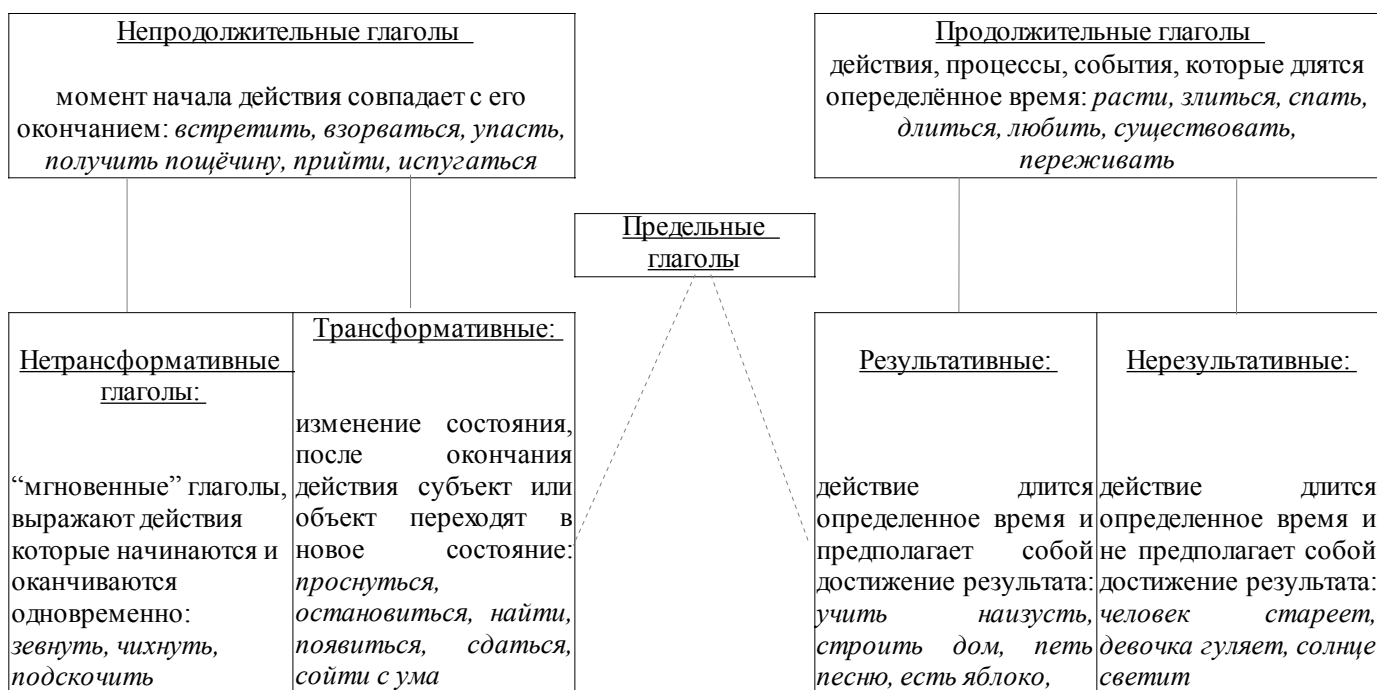 Непродолжительные глаголы
момент начала действия совпадает с его
окончанием: встретить, взорваться, упасть,
получить пощёчину, прийти, испугаться
Продолжительные глаголы
действия, процессы, события, которые длятся
опеределённое время: расти, злиться, спать,
длиться, любить, существовать,
переживать
Предельные
глаголы
Нетрансформативные
глаголы:
“мгновенные” глаголы,
выражают действия
которые начинаются и
оканчиваются
одновременно:
зевнуть, чихнуть,
подскочить
Трансформативные:
изменение состояния,
после окончания
действия субъект или
объект переходят в
новое состояние:
проснуться,
остановиться, найти,
появиться, сдаться,
сойти с ума
Результативные:
действие длится
определенное время и
предполагает собой
достижение результата:
учить наизусть,
строить дом, петь
песню, есть яблоко,
Нерезультативные:
действие длится
определенное время и
не предполагает собой
достижение результата:
человек стареет,
девочка гуляет, солнце
светит